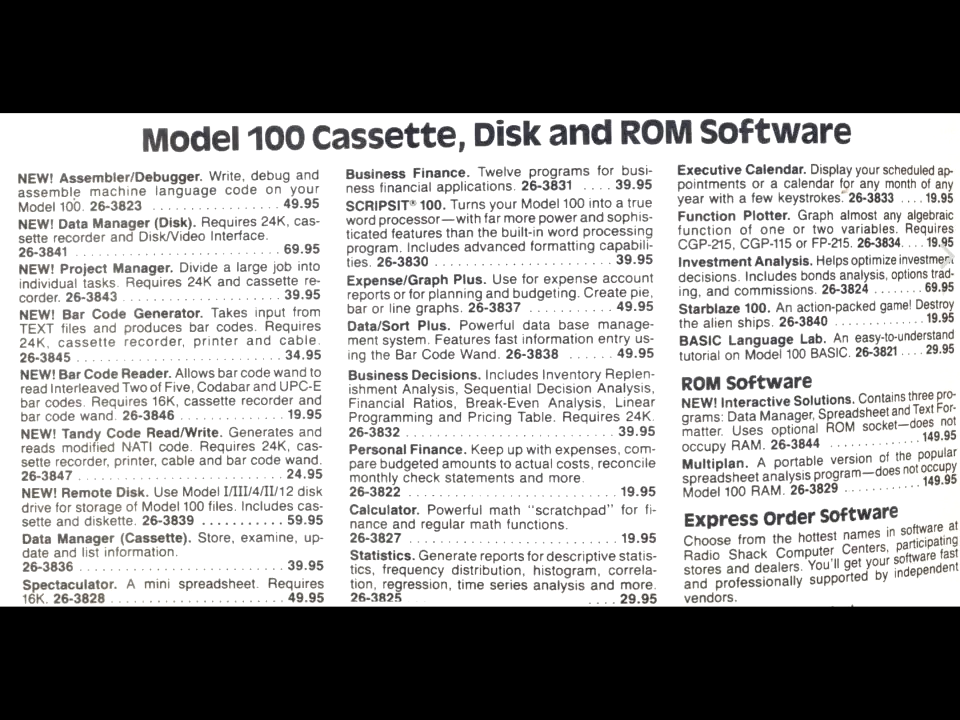 Model 100 Cassette, Disk and ROM Software
NEW! Assembler/Debugger. Write, debug and
assemble machine language code on your
Model 100. 26-3823 . . . . . . . . . . . . . . . . . 49.95
NEW! Data Manager (Disk). Requires 24K, cas-
sette recorder and Disk/Video Interface.
26-3841 . . . . . . . . . . . . . . . . . . . . . . . . . . 69.95
NEW! Project Manager. Divide a large job into
individual tasks. Requires 24K and cassette re-
corder. 26-3843 . . . . . . . . . . . . . . . . . . . . 39.95
NEW! Bar Code Generator. Takes input from
TEXT files and produces bar codes. Requires
24K, cassette recorder, printer and cable.
26-3845 . . . . . . . . . . . . . . . . . . . . . . . . . . 34.95
NEW! Bar Code Reader. Allows bar code wand to
read Interleaved Two of Five, Codabar and UPC-E
bar codes. Requires 16K, cassette recorder and
bar code wand. 26-3846 . . . . . . . . . . . . . . 19.95
NEW! Tandy Code Read/Write. Generates and
reads modified NATI code. Requires 24K, cas-
sette recorder, printer, cable and bar code wand.
26-3847 . . . . . . . . . . . . . . . . . . . . . . . . . . 24.95
NEW! Remote Disk. Use Model I/III/4/II/12 disk
drive for storage of Model 100 files. Includes cas-
sette and diskette. 26-3839 . . . . . . . . . . . 59.95
Data Manager (Cassette). Store, examine, up-
date and list information.
26-3836 . . . . . . . . . . . . . . . . . . . . . . . . . . 39.95
Spectaculator. A mini spreadsheet. Requires
16K. 26-3828 . . . . . . . . . . . . . . . . . . . . . . 49.95
Business Finance. Twelve programs for busi-
ness financial applications. 26-3831 . . . . 39.95
SCRIPSIT® 100. Turns your Model 100 into a true
word processor—with far more power and sophis-
ticated features than the built-in word processing
program. Includes advanced formatting capabili-
ties. 26-3830 . . . . . . . . . . . . . . . . . . . . . . 39.95
Expense/Graph Plus. Use for expense account
reports or for planning and budgeting. Create pie,
bar or line graphs. 26-3837 . . . . . . . . . . . 49.95
Data/Sort Plus. Powerful data base manage-
ment system. Features fast information entry us-
ing the Bar Code Wand. 26-3838 . . . . . . 49.95
Business Decisions. Includes Inventory Replen-
ishment Analysis, Sequential Decision Analysis,
Financial Ratios, Break-Even Analysis, Linear
Programming and Pricing Table. Requires 24K.
26-3832 . . . . . . . . . . . . . . . . . . . . . . . . . . 39.95
Personal Finance. Keep up with expenses, com-
pare budgeted amounts to actual costs, reconcile
monthly check statements and more.
26-3822 . . . . . . . . . . . . . . . . . . . . . . . . . . 19.95
Calculator. Powerful math "scratchpad" for fi-
nance and regular math functions.
26-3827 . . . . . . . . . . . . . . . . . . . . . . . . . . 19.95
Statistics. Generate reports for descriptive statis-
tics, frequency distribution, histogram, correla-
tion, regression, time series analysis and more.
26-3825 . . . . 29.95
Executive Calendar. Display your scheduled ap-
pointments or a calendar for any month of any
year with a few keystrokes. 26-3833 . . . . 19.95
Function Plotter. Graph almost any algebraic
function of one or two variables. Requires
CGP-215, CGP-115 or FP-215. 26-3834. . . . 19.95
Investment Analysis. Helps optimize investment
decisions. Includes bonds analysis, options trad-
ing, and commissions. 26-3824 . . . . . . . . 69.95
Starblaze 100. An action-packed game! Destroy
the alien ships. 26-3840 . . . . . . . . . . . . . 19.95
BASIC Language Lab. An easy-to-understand
tutorial on Model 100 BASIC. 26-3821 . . . . 29.95
ROM Software
NEW! Interactive Solutions. Contains three pro-
grams: Data Manager, Spreadsheet and Text For-
matter. Uses optional ROM socket—does not
occupy RAM. 26-3844 . . . . . . . . . . . . . 149.95
Multiplan. A portable version of the popular
spreadsheet analysis program—does not occupy
Model 100 RAM. 26-3829 . . . . . . . . . . . 149.95
Express Order Software
Choose from the hottest names in software at
Radio Shack Computer Centers, participating
stores and dealers. You'll get your software fast
and professionally supported by independent
vendors.